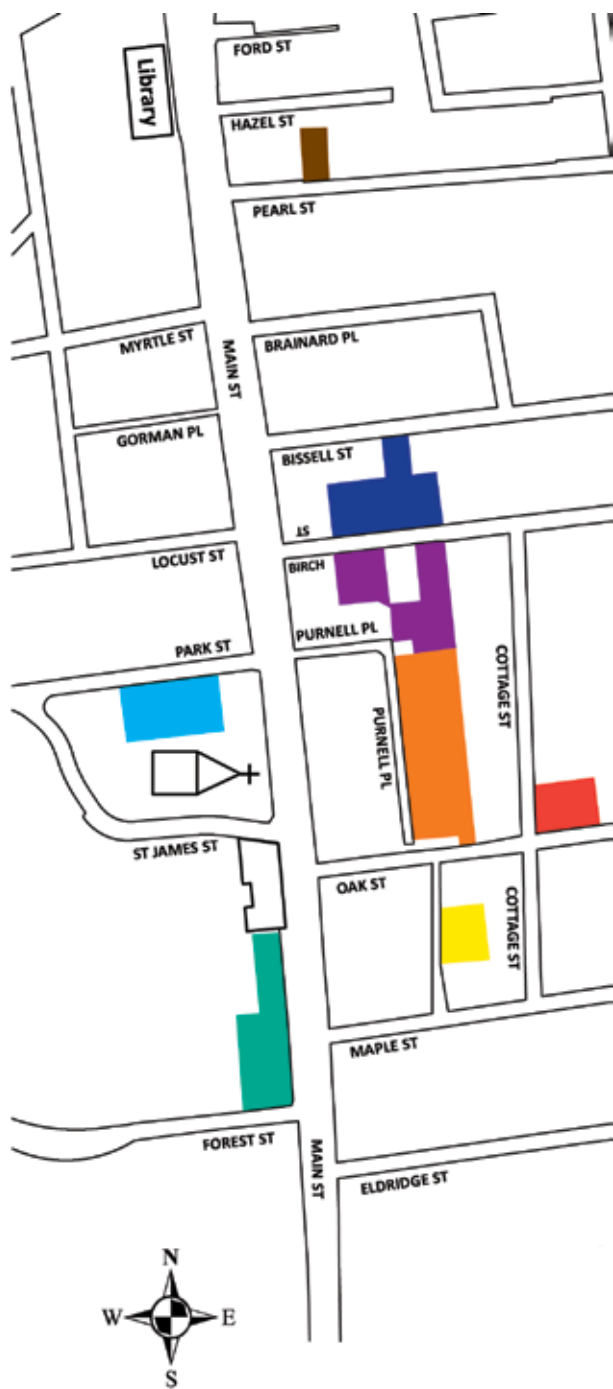 FORD ST
Library
HAZEL ST
PEARL ST
MYRTLE ST
MAIN ST
BRAINARD PL
GORMAN PL
BISSELL ST
ST
LOCUST ST
BIRCH
PURNELL PL
PARK ST
COTTAGE ST
PURNELL PL
ST JAMES ST
OAK ST
COTTAGE ST
MAPLE ST
FOREST ST
MAIN ST
ELDRIDGE ST
N
W
E
S